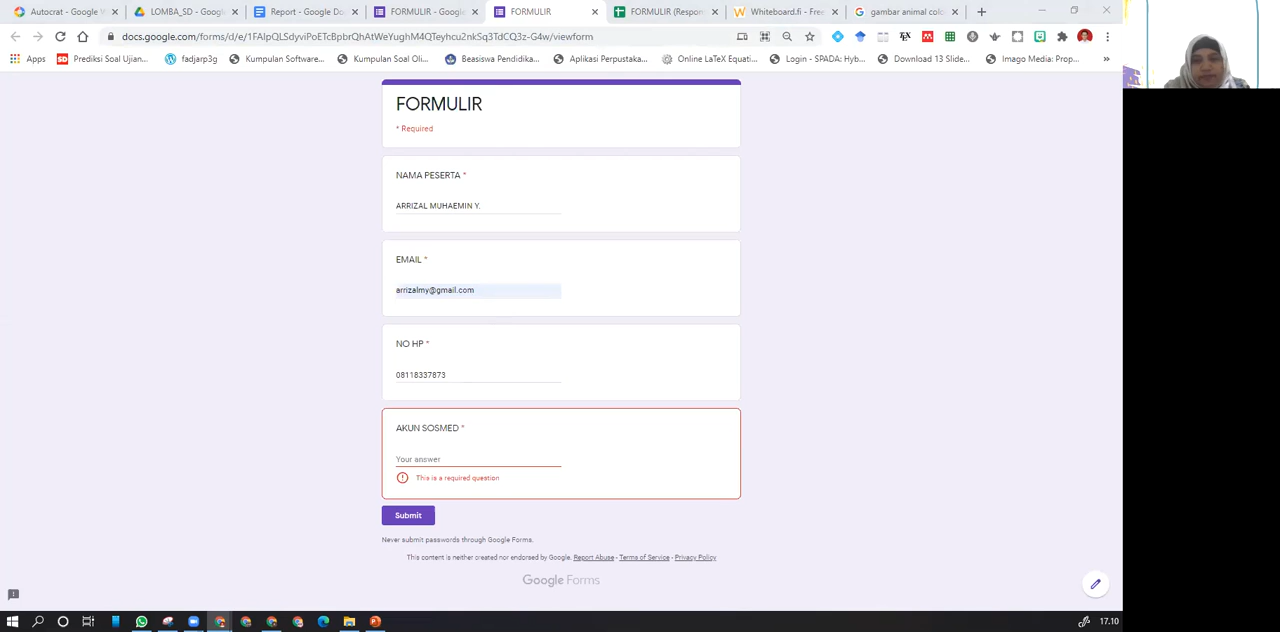 Autocrat - Google W
LOMBA_SD - Googl
Report - Google Do
FORMULIR - Google
FORMULIR
FORMULIR (Respon
Whiteboard.fi - Free
gambar animal colo
docs.google.com/forms/d/e/1FAIpQLSdyviPoETcBpbrQhAtWeYughM4QTeyhcu2nkSq3TdCQ3z-G4w/viewform
Apps
Prediksi Soal Ujian...
fadjarp3g
Kumpulan Software...
Kumpulan Soal Oli...
Beasiswa Pendidika...
Aplikasi Perpustaka...
Online LaTeX Equati...
Login - SPADA: Hyb...
Download 13 Slide...
Imago Media: Prop...
»
FORMULIR
* Required
NAMA PESERTA *
ARRIZAL MUHAEMIN Y.
EMAIL *
arrizalmy@gmail.com
NO HP *
08118337873
AKUN SOSMED *
Your answer
This is a required question
Submit
Never submit passwords through Google Forms.
This content is neither created nor endorsed by Google. Report Abuse - Terms of Service - Privacy Policy
Google Forms
17.10